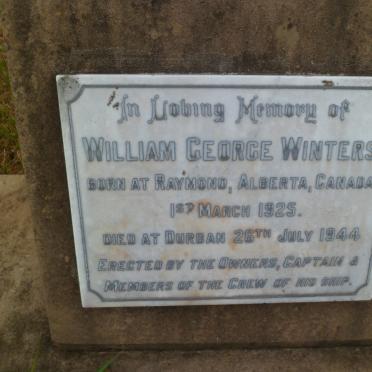 In Loving Memory of
WILLIAM GEORGE WINTERS
BORN AT RAYMOND, ALBERTA, CANADA
1ST MARCH 1925.
DIED AT DURBAN 26TH JULY 1944
ERECTED BY THE OWNERS, CAPTAIN &
MEMBERS OF THE CREW OF HIS SHIP.